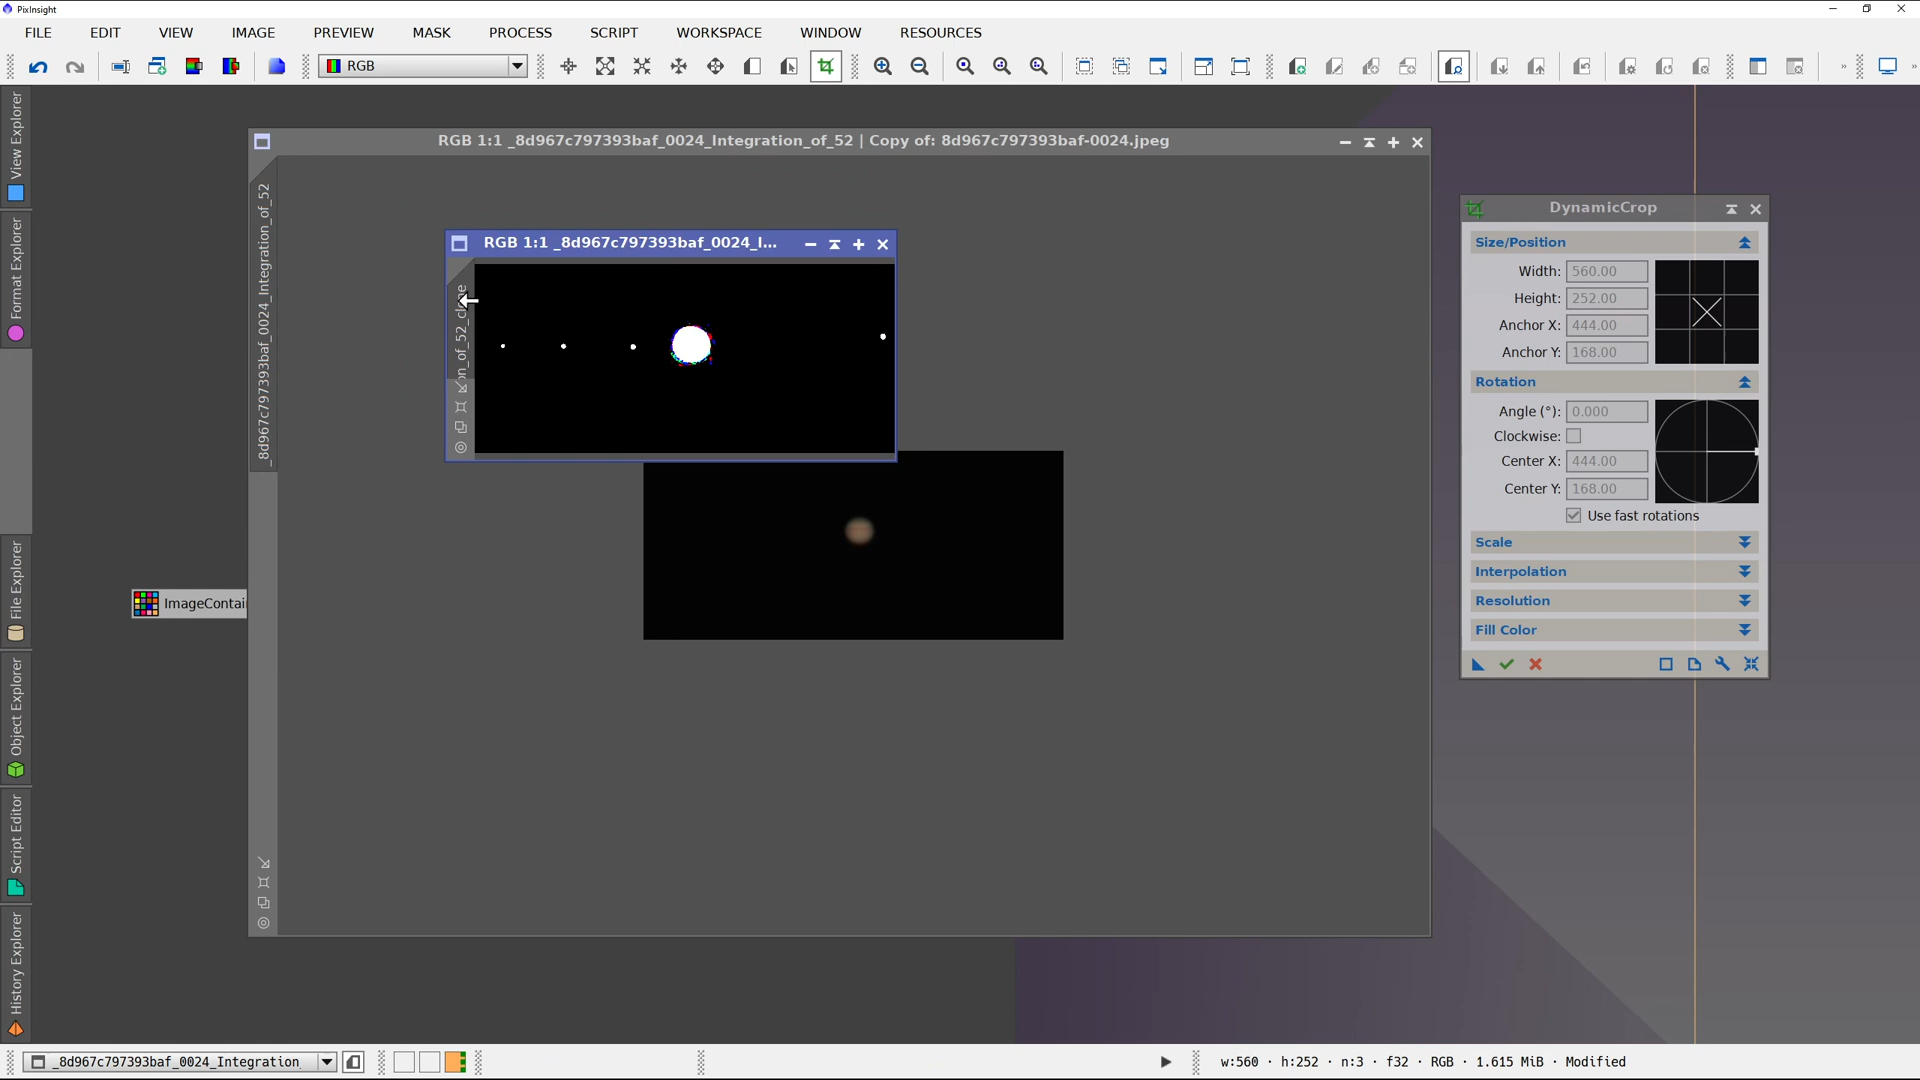 PixInsight
FILE EDIT VIEW IMAGE PREVIEW MASK PROCESS SCRIPT WORKSPACE WINDOW RESOURCES
RGB
View Explorer
Format Explorer
File Explorer
Object Explorer
Script Editor
History Explorer
RGB 1:1 _8d967c797393baf_0024_Integration_of_52 | Copy of: 8d967c797393baf-0024.jpeg
_8d967c797393baf_0024_Integration_of_52
RGB 1:1 _8d967c797393baf_0024_I...
on_of_52_clone
ImageContai
DynamicCrop
Size/Position
Width: 560.00
Height: 252.00
Anchor X: 444.00
Anchor Y: 168.00
Rotation
Angle (°): 0.000
Clockwise:
Center X: 444.00
Center Y: 168.00
Use fast rotations
Scale
Interpolation
Resolution
Fill Color
_8d967c797393baf_0024_Integration
w:560 · h:252 · n:3 · f32 · RGB · 1.615 MiB · Modified